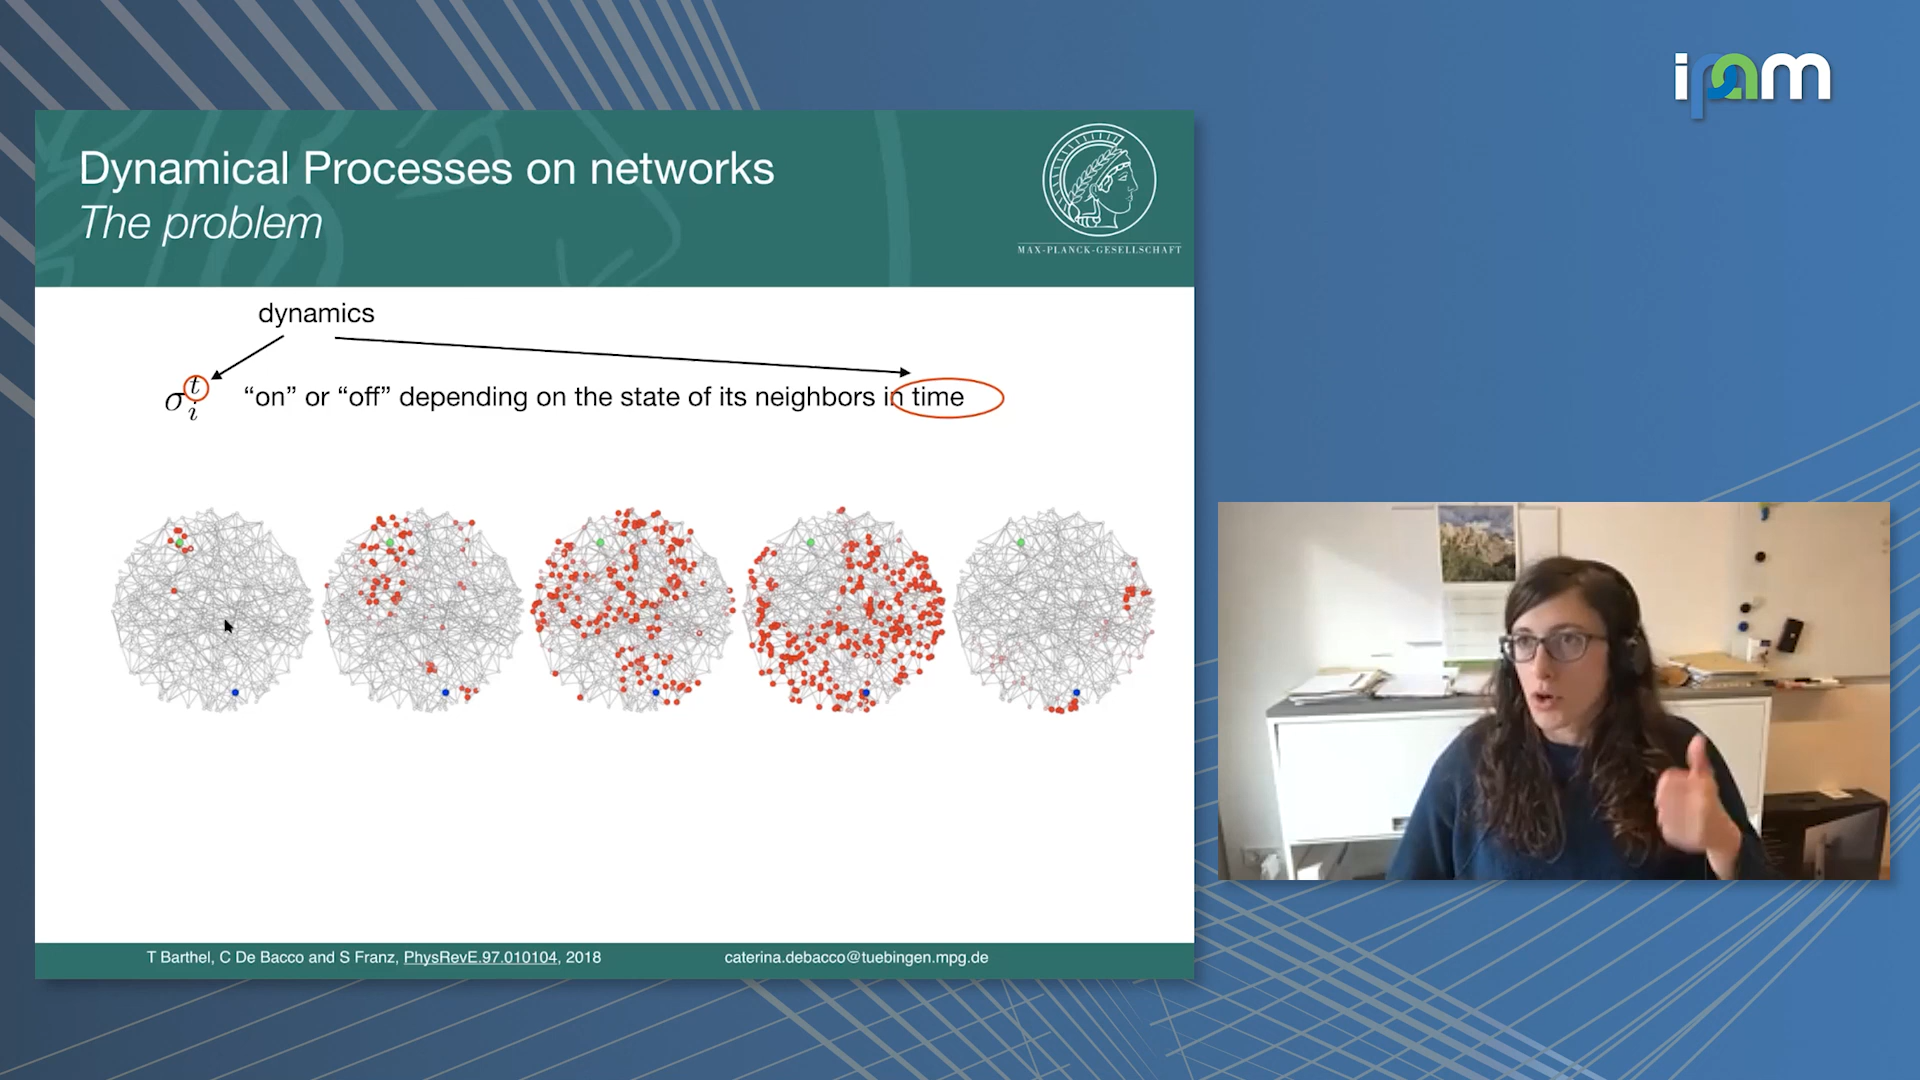 ipam
Dynamical Processes on networks
The problem
MAX-PLANCK-GESELLSCHAFT
dynamics
σ_i^t “on” or “off” depending on the state of its neighbors in time
T Barthel, C De Bacco and S Franz, PhysRevE.97.010104, 2018
caterina.debacco@tuebingen.mpg.de